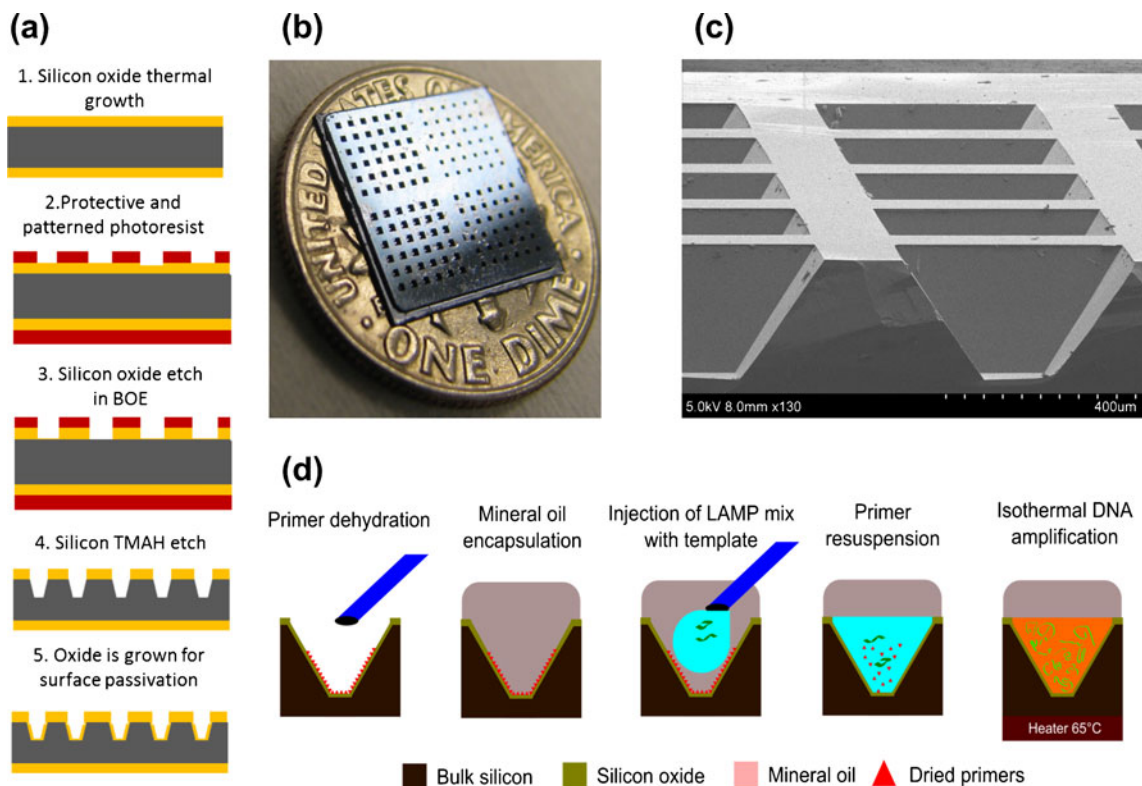 (a)
1. Silicon oxide thermal
growth
2.Protective and
patterned photoresist
3. Silicon oxide etch
in BOE
4. Silicon TMAH etch
5. Oxide is grown for
surface passivation
(b)
UNITED STATES OF AMERICA
ONE DIME
(c)
5.0kV 8.0mm x130
400um
(d)
Primer dehydration
Mineral oil
encapsulation
Injection of LAMP mix
with template
Primer
resuspension
Isothermal DNA
amplification
Heater 65°C
Bulk silicon
Silicon oxide
Mineral oil
Dried primers